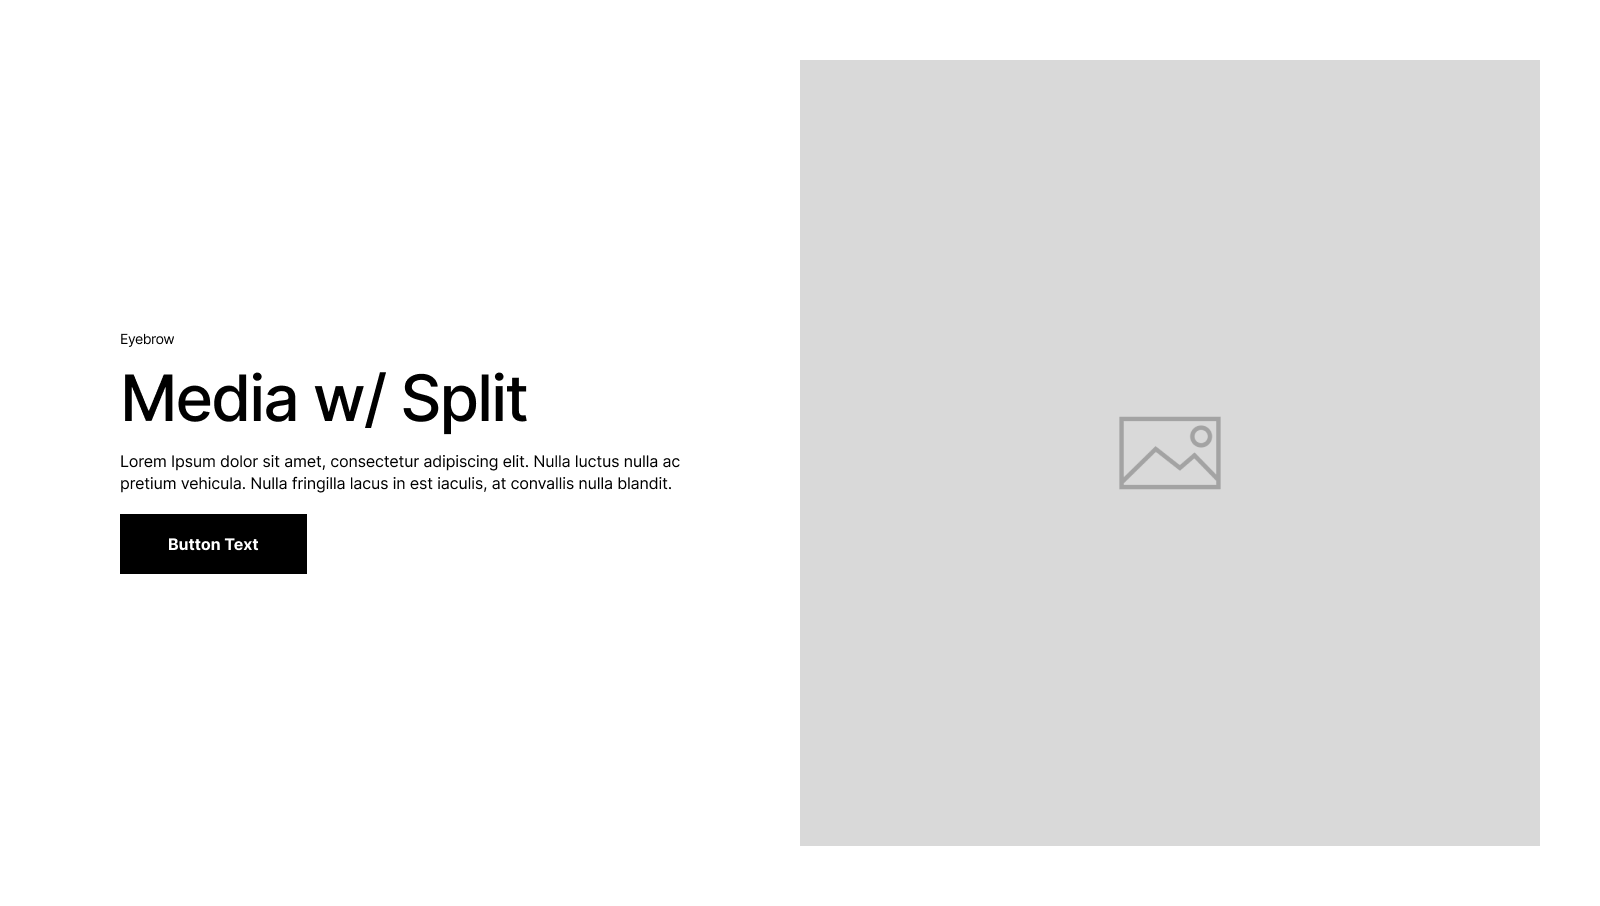 Eyebrow
Media w/ Split
Lorem Ipsum dolor sit amet, consectetur adipiscing elit. Nulla luctus nulla ac
pretium vehicula. Nulla fringilla lacus in est iaculis, at convallis nulla blandit.
Button Text